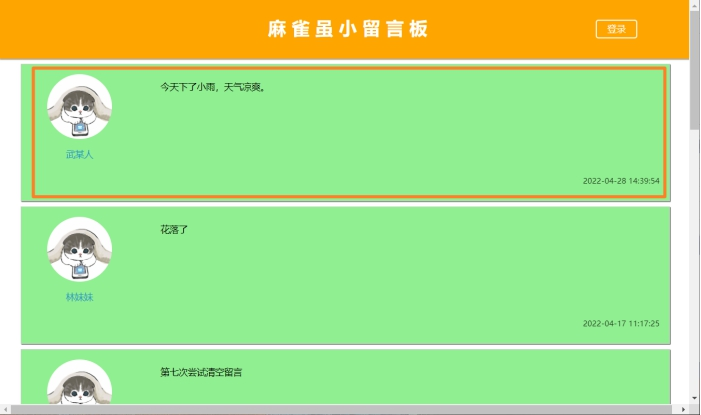 麻雀虽小留言板
登录
今天下了小雨，天气凉爽。
武某人
2022-04-28 14:39:54
花落了
林妹妹
2022-04-17 11:17:25
第七次尝试清空留言